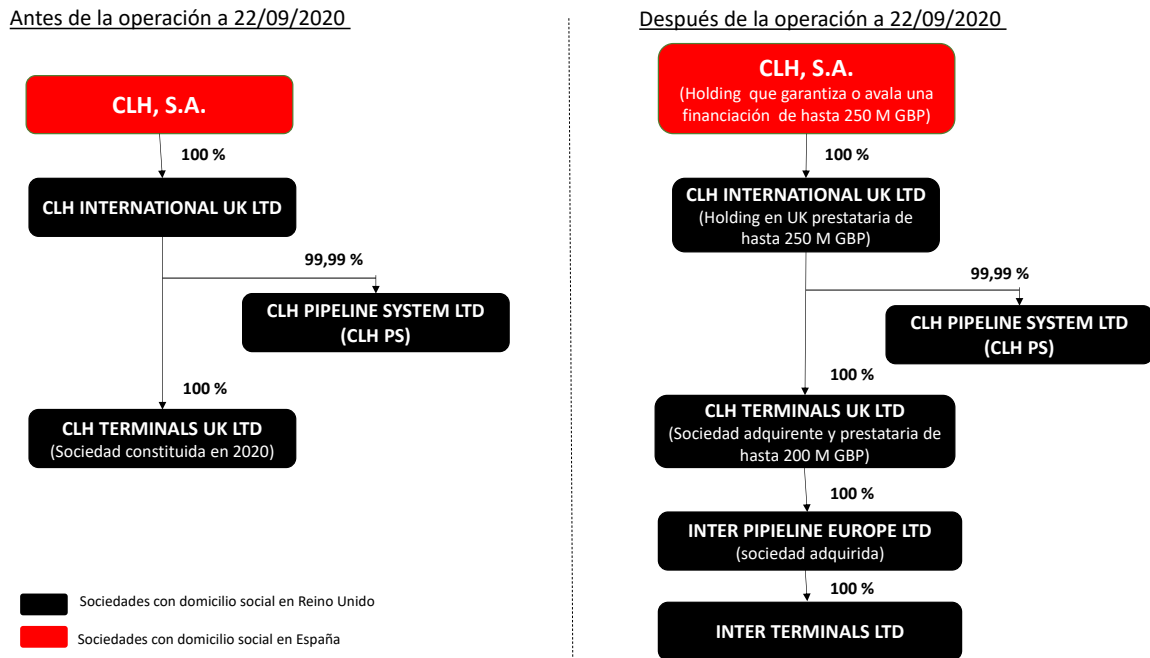 Antes de la operación a 22/09/2020
CLH, S.A.
100 %
CLH INTERNATIONAL UK LTD
99,99 %
CLH PIPELINE SYSTEM LTD
(CLH PS)
100 %
CLH TERMINALS UK LTD
(Sociedad constituida en 2020)
Sociedades con domicilio social en Reino Unido
Sociedades con domicilio social en España
Después de la operación a 22/09/2020
CLH, S.A.
(Holding que garantiza o avala una
financiación de hasta 250 M GBP)
100 %
CLH INTERNATIONAL UK LTD
(Holding en UK prestataria de
hasta 250 M GBP)
99,99 %
CLH PIPELINE SYSTEM LTD
(CLH PS)
100 %
CLH TERMINALS UK LTD
(Sociedad adquirente y prestataria de
hasta 200 M GBP)
100 %
INTER PIPIELINE EUROPE LTD
(sociedad adquirida)
100 %
INTER TERMINALS LTD